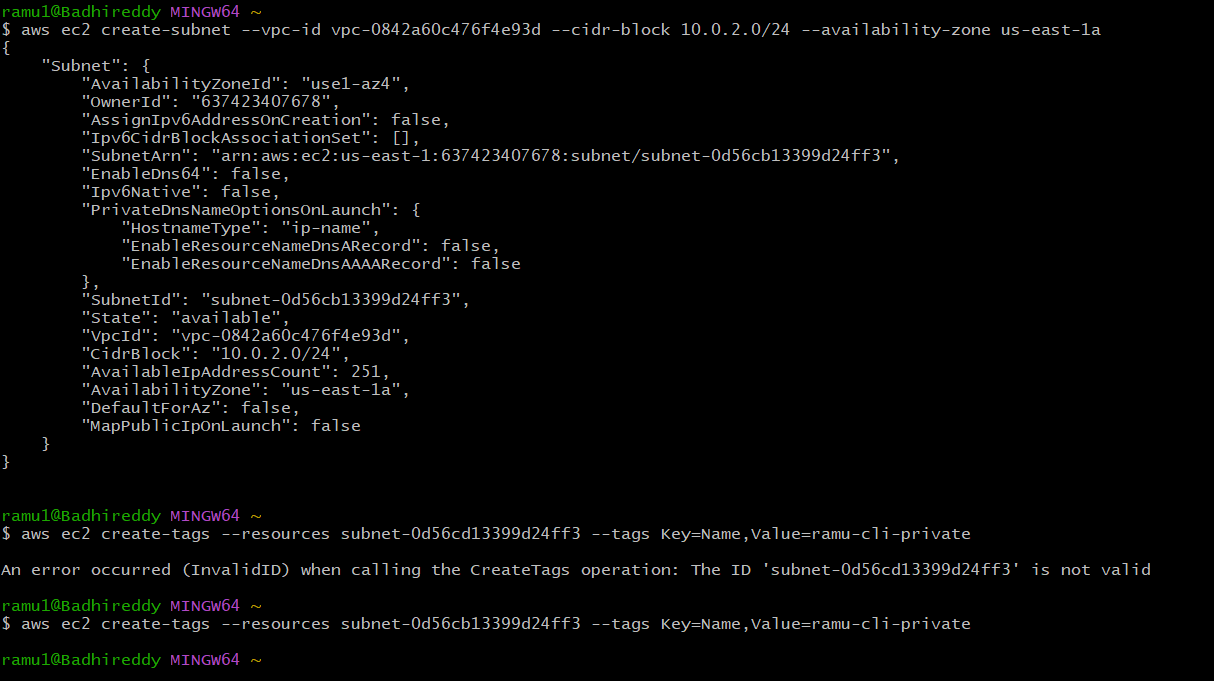 ramu1@Badhireddy MINGW64 ~
$ aws ec2 create-subnet --vpc-id vpc-0842a60c476f4e93d --cidr-block 10.0.2.0/24 --availability-zone us-east-1a
{
    "Subnet": {
        "AvailabilityZoneId": "use1-az4",
        "OwnerId": "637423407678",
        "AssignIpv6AddressOnCreation": false,
        "Ipv6CidrBlockAssociationSet": [],
        "SubnetArn": "arn:aws:ec2:us-east-1:637423407678:subnet/subnet-0d56cb13399d24ff3",
        "EnableDns64": false,
        "Ipv6Native": false,
        "PrivateDnsNameOptionsOnLaunch": {
            "HostnameType": "ip-name",
            "EnableResourceNameDnsARecord": false,
            "EnableResourceNameDnsAAAARecord": false
        },
        "SubnetId": "subnet-0d56cb13399d24ff3",
        "State": "available",
        "VpcId": "vpc-0842a60c476f4e93d",
        "CidrBlock": "10.0.2.0/24",
        "AvailableIpAddressCount": 251,
        "AvailabilityZone": "us-east-1a",
        "DefaultForAz": false,
        "MapPublicIpOnLaunch": false
    }
}
ramu1@Badhireddy MINGW64 ~
$ aws ec2 create-tags --resources subnet-0d56cd13399d24ff3 --tags Key=Name,Value=ramu-cli-private
An error occurred (InvalidID) when calling the CreateTags operation: The ID 'subnet-0d56cd13399d24ff3' is not valid
ramu1@Badhireddy MINGW64 ~
$ aws ec2 create-tags --resources subnet-0d56cb13399d24ff3 --tags Key=Name,Value=ramu-cli-private
ramu1@Badhireddy MINGW64 ~